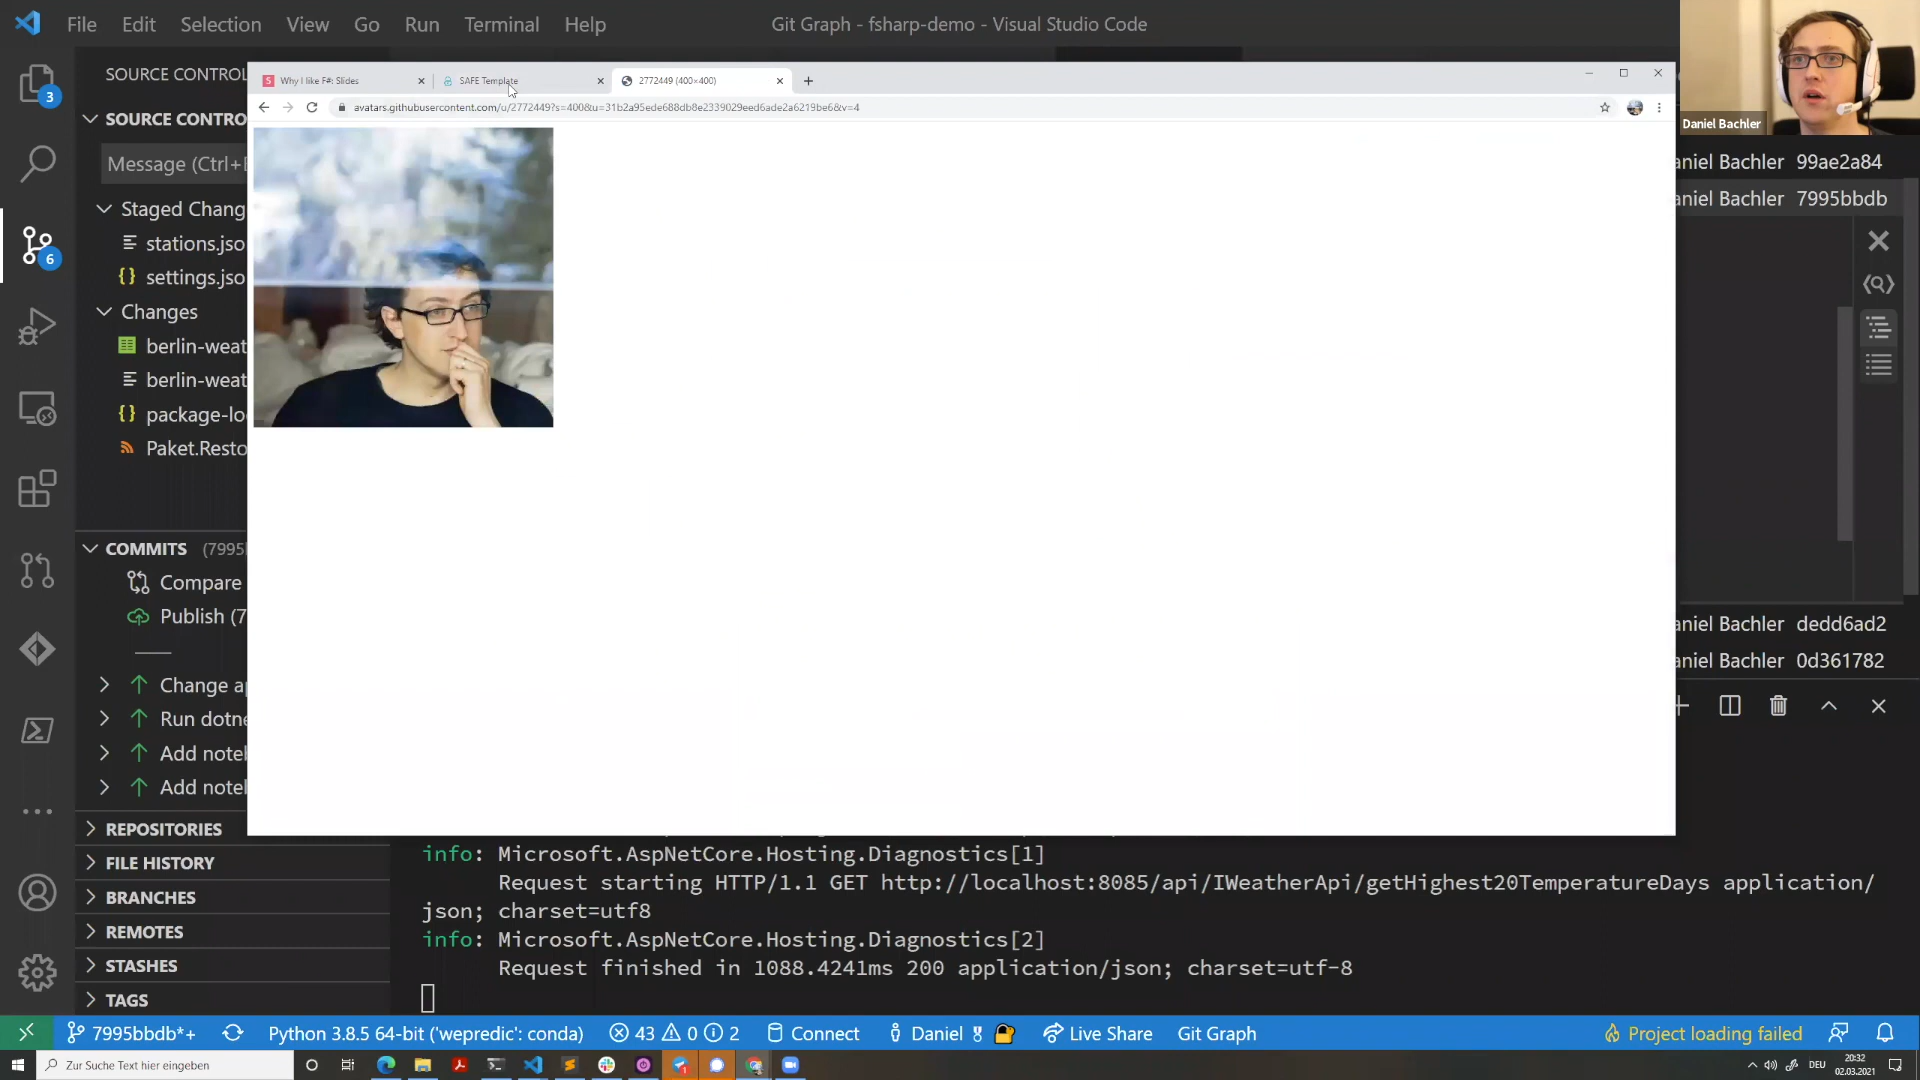 File Edit Selection View Go Run Terminal Help
Git Graph - fsharp-demo - Visual Studio Code
Daniel Bachler
SOURCE CONTROL
Why I like F#: Slides
SAFE Template
2772449 (400×400)
avatars.githubusercontent.com/u/2772449?s=400&u=31b2a95ede688db8e2339029eed6ade2a6219be6&v=4
3
SOURCE CONTRO
Message (Ctrl+E
Staged Chang
stations.jso
settings.jso
6
Changes
berlin-weat
berlin-weat
package-lo
Paket.Resto
aniel Bachler 99ae2a84
aniel Bachler 7995bbdb
COMMITS (7995
Compare
Publish (7
Change a
Run dotne
Add notel
Add notel
aniel Bachler dedd6ad2
aniel Bachler 0d361782
REPOSITORIES
FILE HISTORY
BRANCHES
REMOTES
STASHES
TAGS
info: Microsoft.AspNetCore.Hosting.Diagnostics[1]
Request starting HTTP/1.1 GET http://localhost:8085/api/IWeatherApi/getHighest20TemperatureDays application/
json; charset=utf8
info: Microsoft.AspNetCore.Hosting.Diagnostics[2]
Request finished in 1088.4241ms 200 application/json; charset=utf-8
7995bbdb*+ Python 3.8.5 64-bit ('wepredic': conda) 43 0 2 Connect Daniel Live Share Git Graph Project loading failed
Zur Suche Text hier eingeben
DEU
20:32
02.03.2021